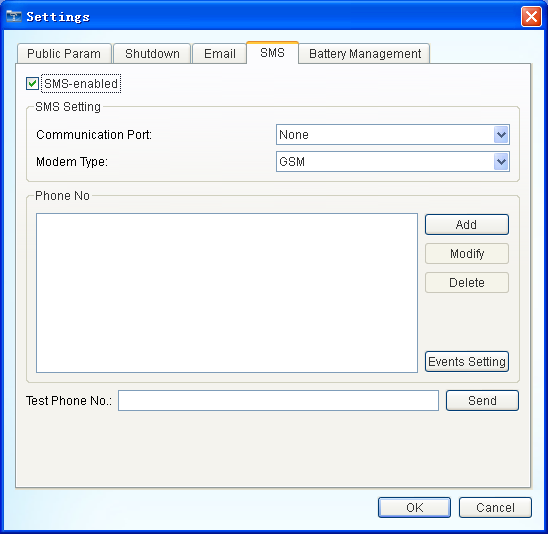 Settings
Public Param Shutdown Email SMS Battery Management
SMS-enabled
SMS Setting
Communication Port: None
Modem Type: GSM
Phone No
Add
Modify
Delete
Events Setting
Test Phone No.: Send
OK Cancel